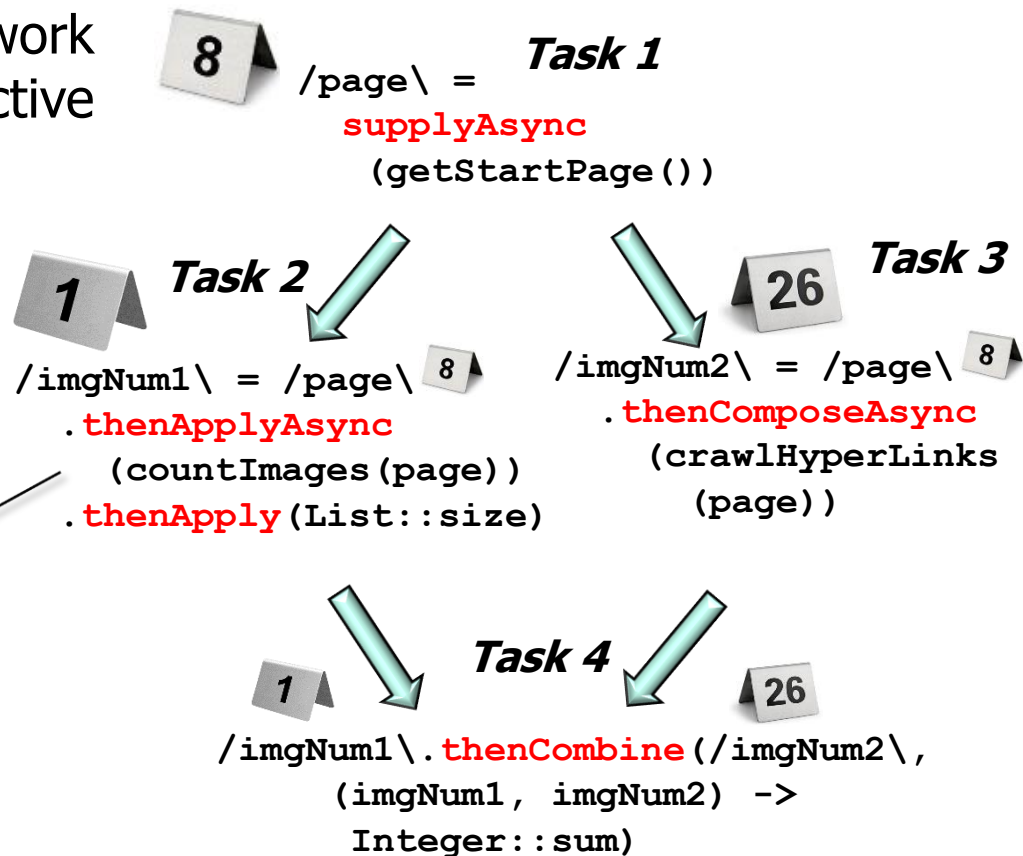 work
ctive
8
Task 1
/page\ =
supplyAsync
(getStartPage())
1
Task 2
26
Task 3
/imgNum1\ = /page\ 8
.thenApplyAsync
(countImages(page))
.thenApply(List::size)
/imgNum2\ = /page\ 8
.thenComposeAsync
(crawlHyperLinks
(page))
Task 4
1
26
/imgNum1\.thenCombine(/imgNum2\,
(imgNum1, imgNum2) ->
Integer::sum)